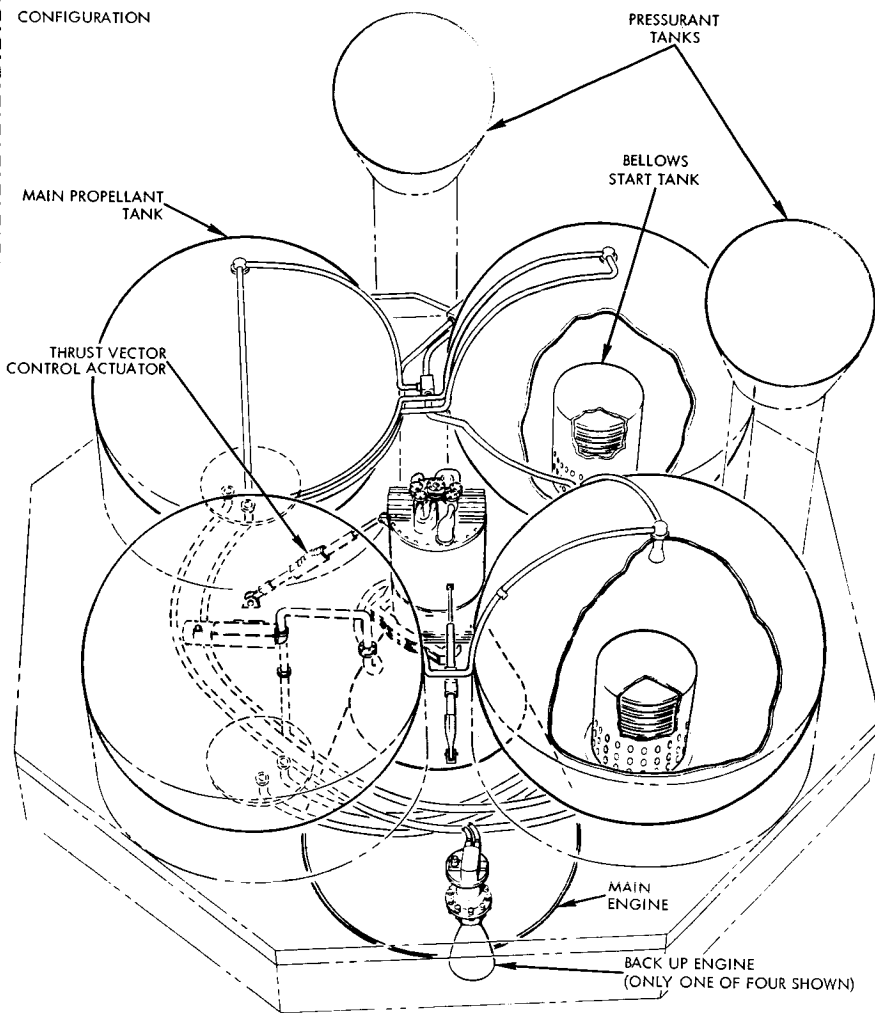 CONFIGURATION
PRESSURANT
TANKS
BELLOWS
START TANK
MAIN PROPELLANT
TANK
THRUST VECTOR
CONTROL ACTUATOR
MAIN
ENGINE
BACK UP ENGINE
(ONLY ONE OF FOUR SHOWN)